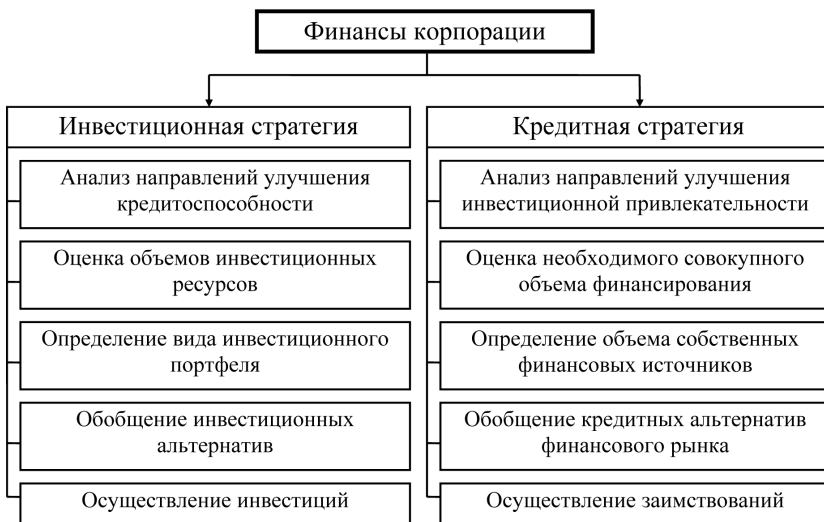 Финансы корпорации
Инвестиционная стратегия
Анализ направлений улучшения
кредитоспособности
Оценка объемов инвестиционных
ресурсов
Определение вида инвестиционного
портфеля
Обобщение инвестиционных
альтернатив
Осуществление инвестиций
Кредитная стратегия
Анализ направлений улучшения
инвестиционной привлекательности
Оценка необходимого совокупного
объема финансирования
Определение объема собственных
финансовых источников
Обобщение кредитных альтернатив
финансового рынка
Осуществление заимствований